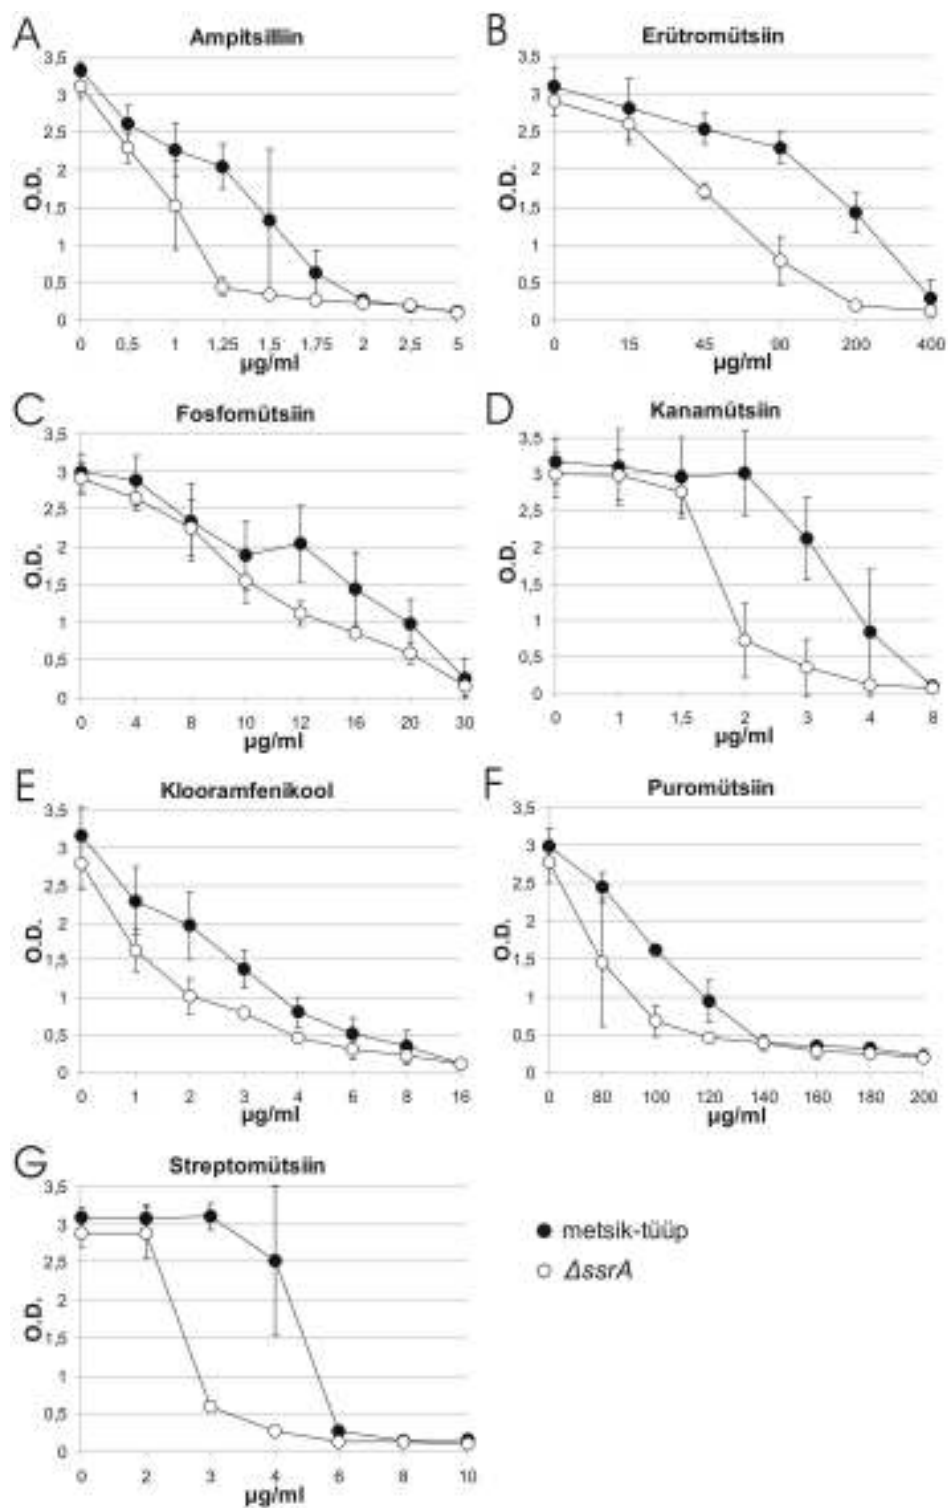 A
Ampitsilliin
3,5
3
2,5
2
1,5
1
0,5
0
O.D.
0 0,5 1 1,25 1,5 1,75 2 2,5 5
µg/ml
B
Erütromütsiin
3,5
3
2,5
2
1,5
1
0,5
0
O.D.
0 15 45 90 200 400
µg/ml
C
Fosfomütsiin
3,5
3
2,5
2
1,5
1
0,5
0
O.D.
0 4 8 10 12 16 20 30
µg/ml
D
Kanamütsiin
3,5
3
2,5
2
1,5
1
0,5
0
O.D.
0 1 1,5 2 3 4 8
µg/ml
E
Klooramfenikool
3,5
3
2,5
2
1,5
1
0,5
0
O.D.
0 1 2 3 4 6 8 16
µg/ml
F
Puromütsiin
3,5
3
2,5
2
1,5
1
0,5
0
O.D.
0 80 100 120 140 160 180 200
µg/ml
G
Streptomütsiin
3,5
3
2,5
2
1,5
1
0,5
0
O.D.
0 2 3 4 6 8 10
µg/ml
metsik-tüüp
ΔssrA